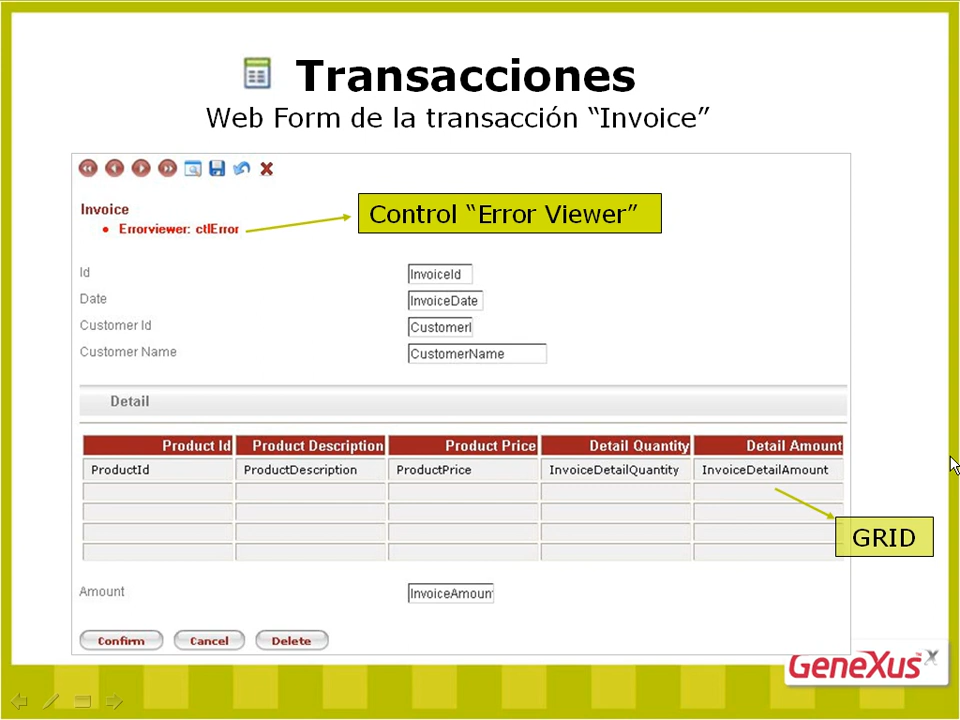 Transacciones
Web Form de la transacción “Invoice”
Invoice
Errorviewer: ctlError
Control “Error Viewer”
Id
InvoiceId
Date
InvoiceDate
Customer Id
CustomerI
Customer Name
CustomerName
Detail
Product Id Product Description Product Price Detail Quantity Detail Amount
ProductId ProductDescription ProductPrice InvoiceDetailQuantity InvoiceDetailAmount
GRID
Amount
InvoiceAmoun
Confirm Cancel Delete
GeneXus X